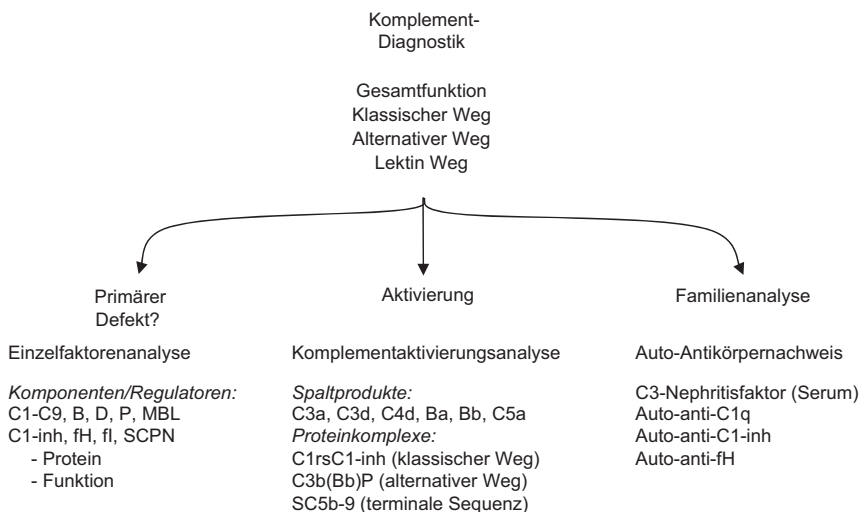 Komplement-
Diagnostik
Gesamtfunktion
Klassischer Weg
Alternativer Weg
Lektin Weg
Primärer
Defekt?
Einzelfaktorenanalyse
Komponenten/Regulatoren:
C1-C9, B, D, P, MBL
C1-inh, fH, fI, SCPN
- Protein
- Funktion
Aktivierung
Komplementaktivierungsanalyse
Spaltprodukte:
C3a, C3d, C4d, Ba, Bb, C5a
Proteinkomplexe:
C1rsC1-inh (klassischer Weg)
C3b(Bb)P (alternativer Weg)
SC5b-9 (terminale Sequenz)
Familienanalyse
Auto-Antikörpernachweis
C3-Nephritisfaktor (Serum)
Auto-anti-C1q
Auto-anti-C1-inh
Auto-anti-fH